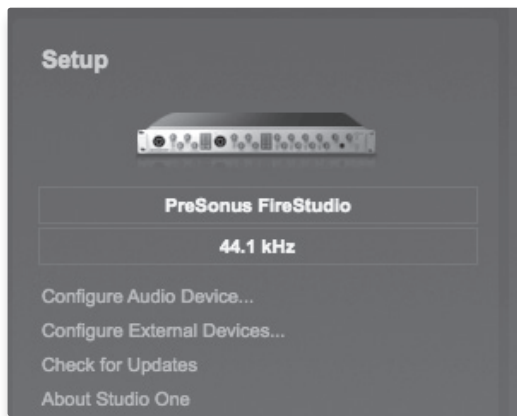 Setup
PreSonus FireStudio
44.1 kHz
Configure Audio Device...
Configure External Devices...
Check for Updates
About Studio One